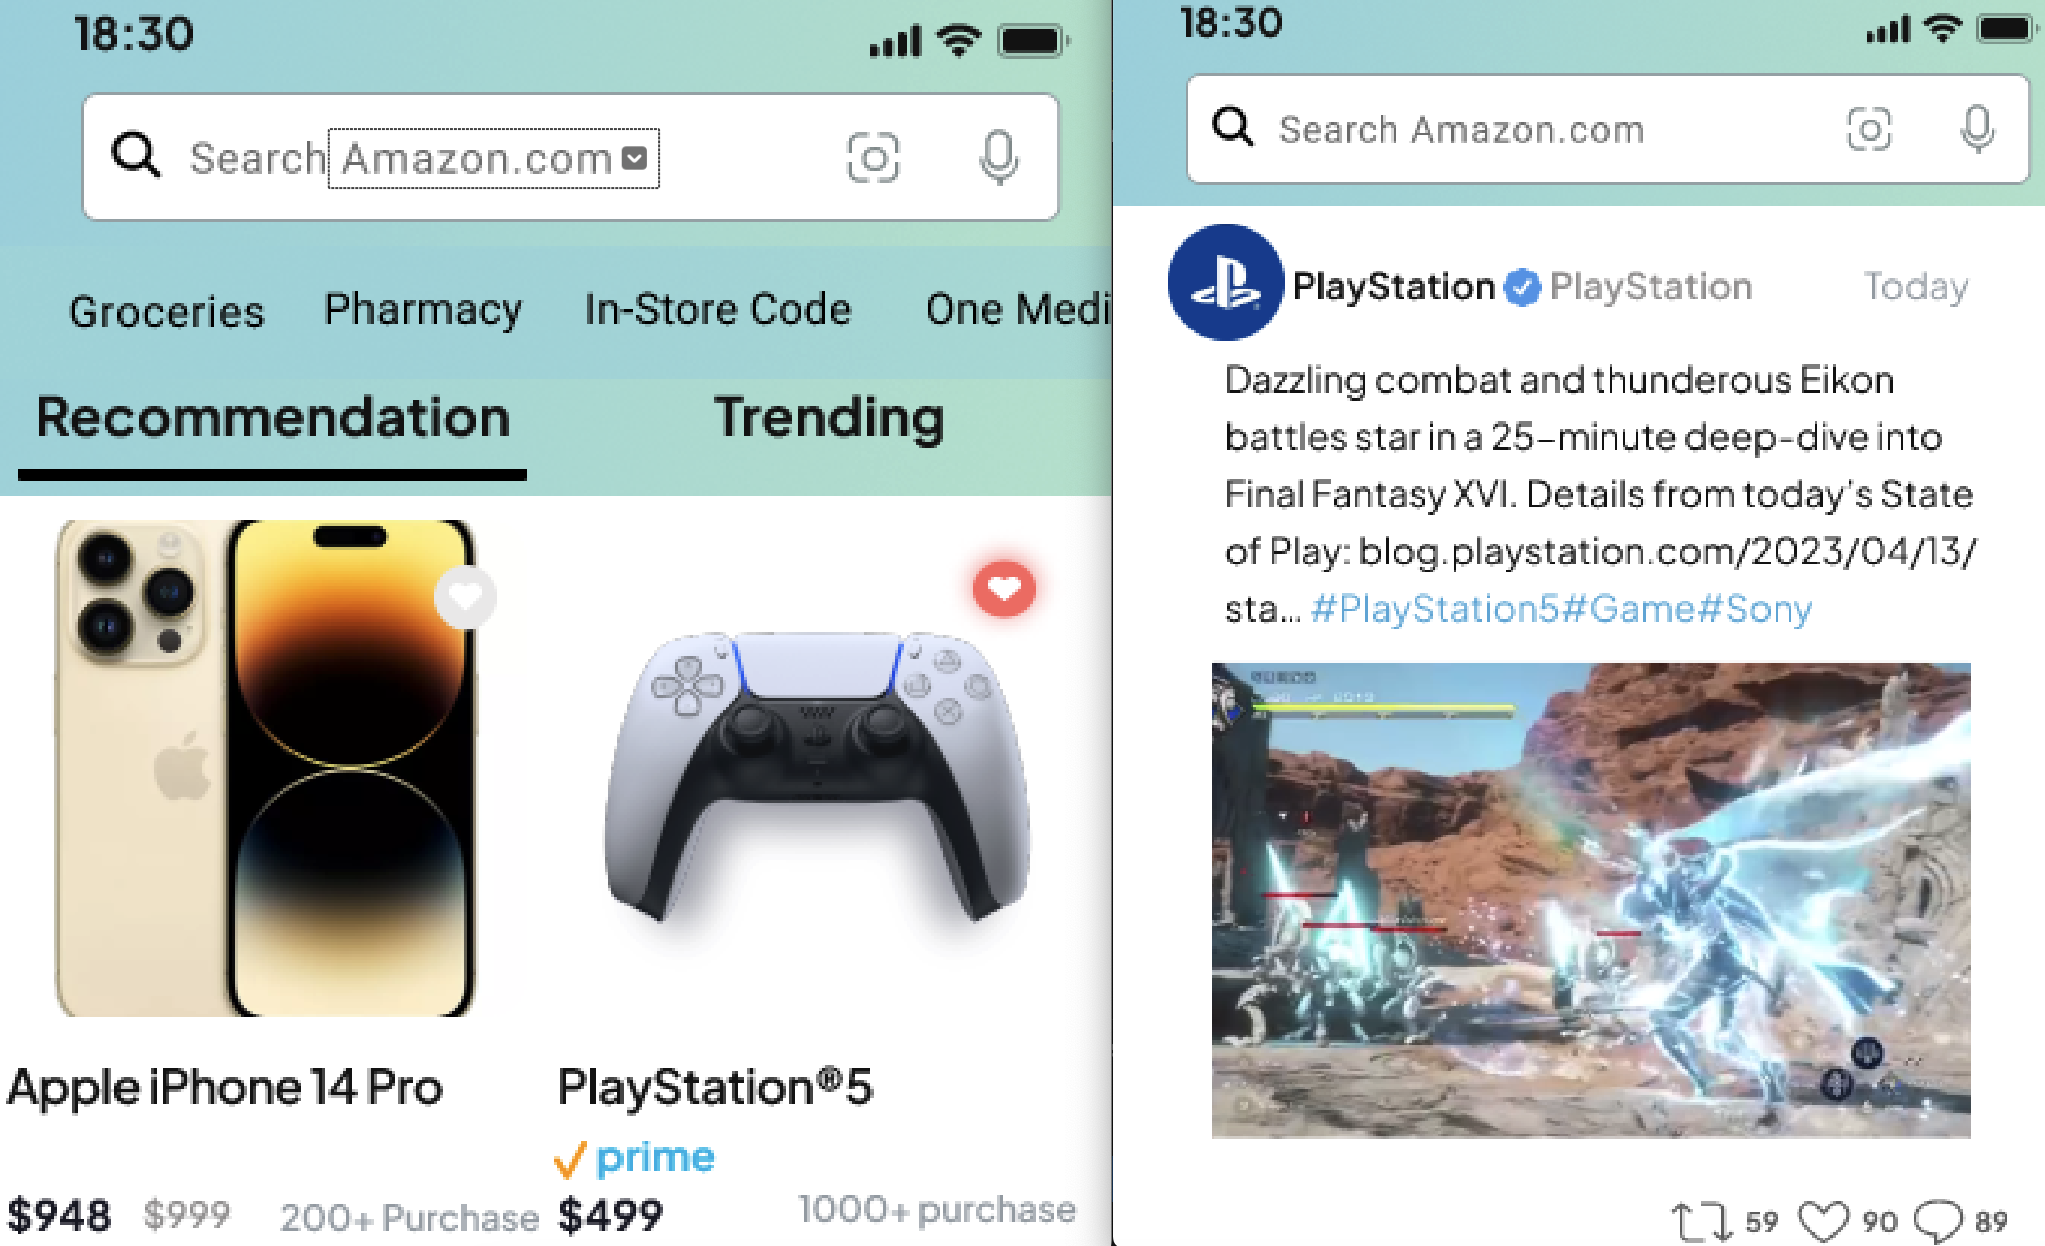 18:30
Search Amazon.com
Groceries Pharmacy In-Store Code One Medi
Recommendation Trending
Apple iPhone 14 Pro
$948 $999 200+ Purchase
PlayStation®5
prime
$499 1000+ purchase
18:30
Search Amazon.com
PlayStation PlayStation Today
Dazzling combat and thunderous Eikon
battles star in a 25-minute deep-dive into
Final Fantasy XVI. Details from today's State
of Play: blog.playstation.com/2023/04/13/
sta... #PlayStation5#Game#Sony
59 90 89